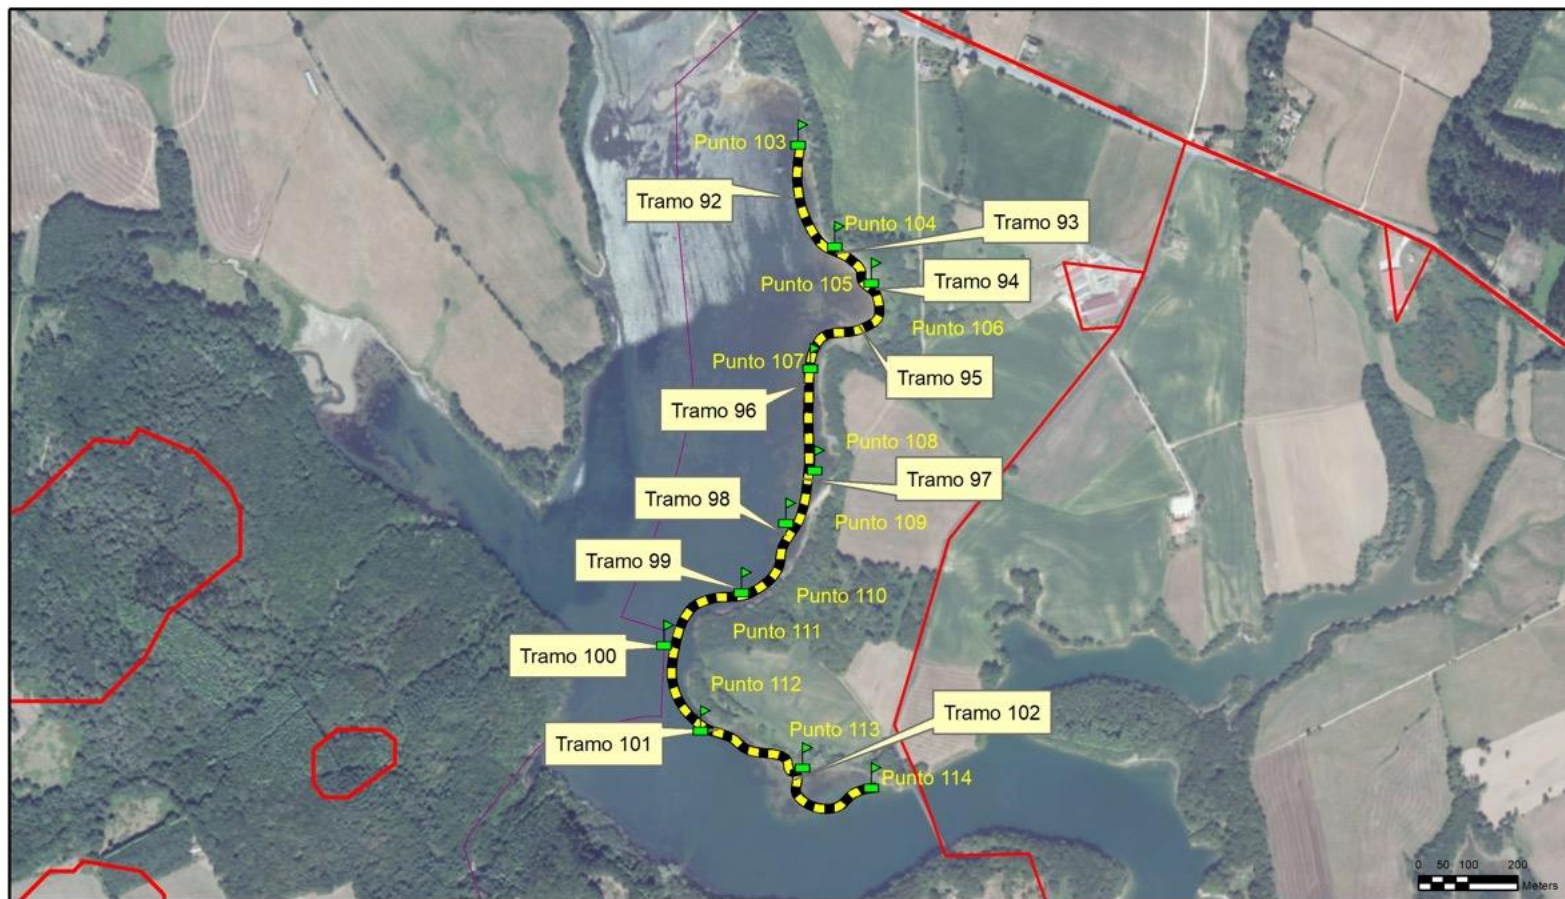 Punto 103
Tramo 92
Punto 104
Tramo 93
Punto 105
Tramo 94
Punto 106
Punto 107
Tramo 95
Tramo 96
Punto 108
Tramo 97
Tramo 98
Punto 109
Tramo 99
Punto 110
Punto 111
Tramo 100
Punto 112
Tramo 102
Punto 113
Tramo 101
Punto 114
0 50 100 200
Meters